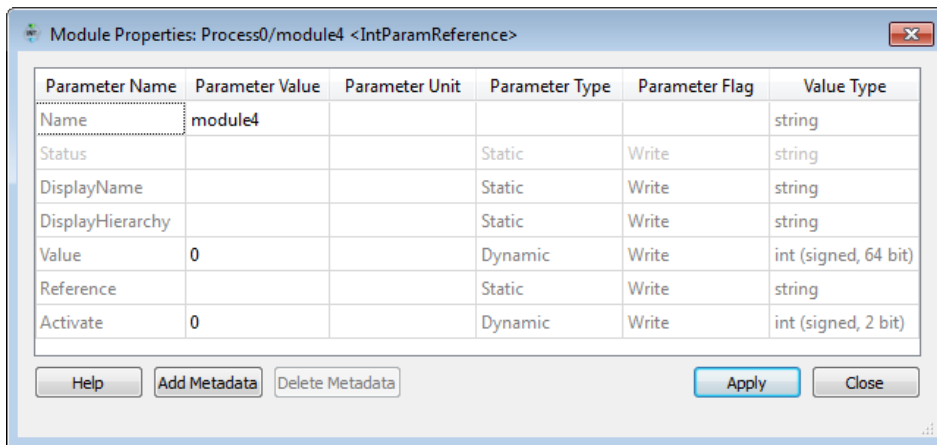 Module Properties: Process0/module4 <IntParamReference>
Parameter Name Parameter Value Parameter Unit Parameter Type Parameter Flag Value Type
Name module4 string
Status Static Write string
DisplayName Static Write string
DisplayHierarchy Static Write string
Value 0 Dynamic Write int (signed, 64 bit)
Reference Static Write string
Activate 0 Dynamic Write int (signed, 2 bit)
Help Add Metadata Delete Metadata Apply Close